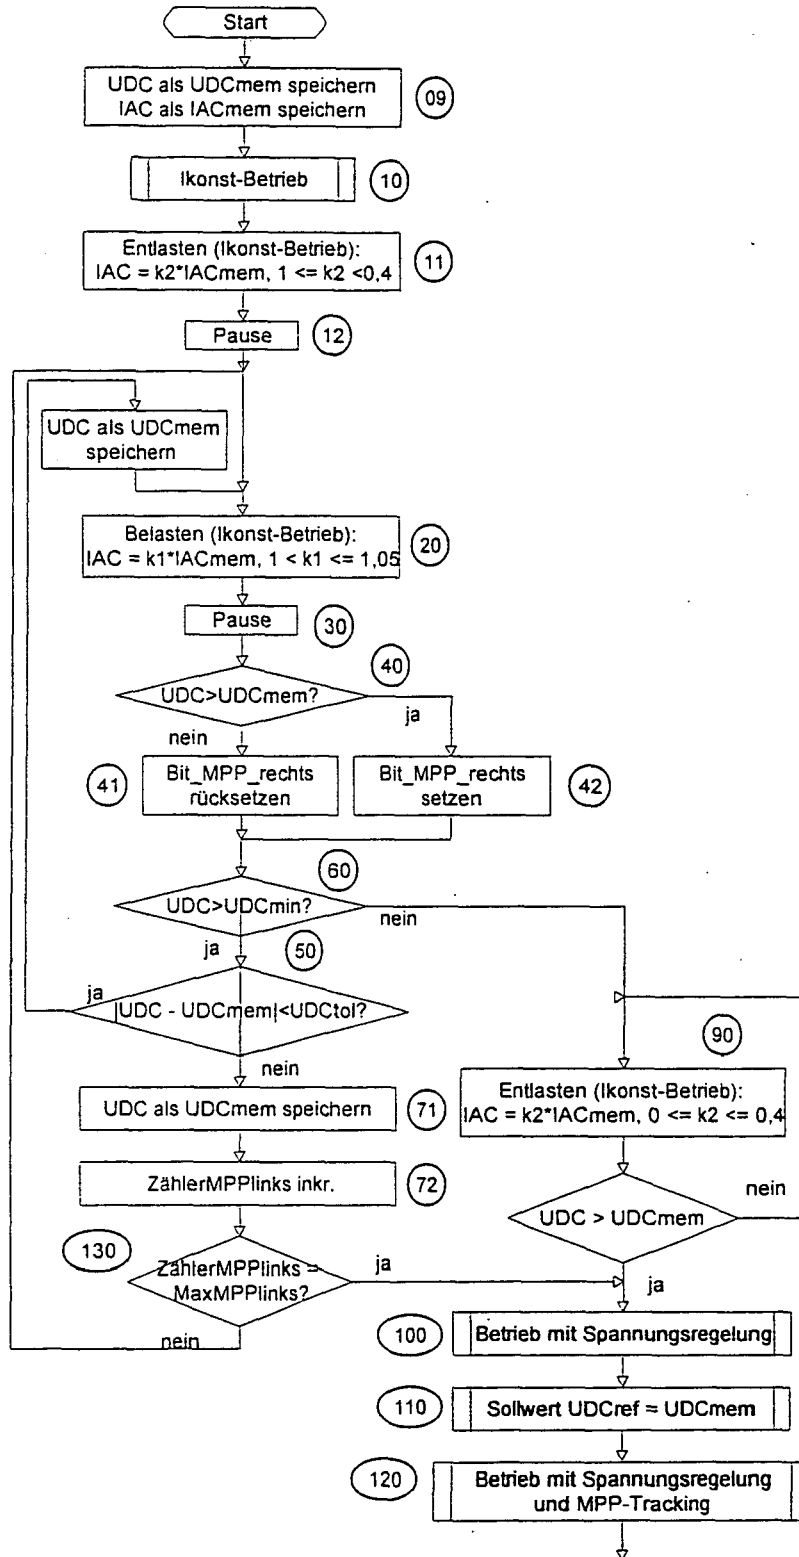 Start
UDC als UDCmem speichern
IAC als IACmem speichern
09
Ikonst-Betrieb
10
Entlasten (Ikonst-Betrieb):
IAC = k2*IACmem, 1 <= k2 <0,4
11
Pause
12
UDC als UDCmem
speichern
Belasten (Ikonst-Betrieb):
IAC = k1*IACmem, 1 < k1 <= 1,05
20
Pause
30
40
UDC>UDCmem?
ja
nein
41
Bit_MPP_rechts
rücksetzen
Bit_MPP_rechts
setzen
42
60
UDC>UDCmin?
nein
ja
50
ja
|UDC - UDCmem|<UDCtol?
nein
90
Entlasten (Ikonst-Betrieb):
IAC = k2*IACmem, 0 <= k2 <= 0,4
UDC als UDCmem speichern
71
ZählerMPPlinks inkr.
72
UDC > UDCmem
nein
ja
130
ZählerMPPlinks =
MaxMPPlinks?
ja
nein
100
Betrieb mit Spannungsregelung
110
Sollwert UDCref = UDCmem
120
Betrieb mit Spannungsregelung
und MPP-Tracking